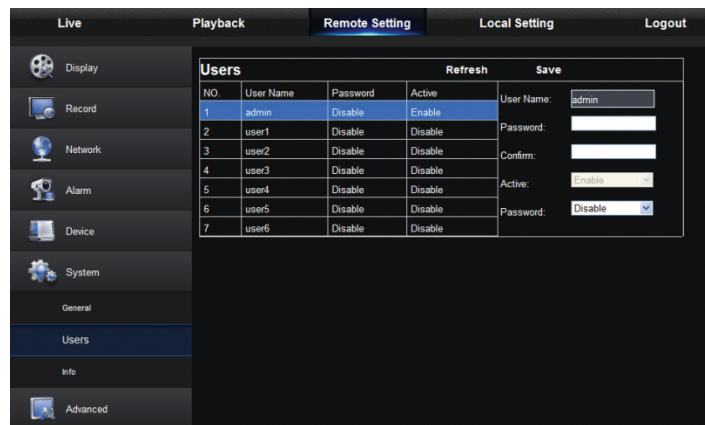 Live Playback Remote Setting Local Setting Logout
Display
Record
Network
Alarm
Device
System
General
Users
Info
Advanced
Users Refresh Save
NO. User Name Password Active
1 admin Disable Enable
2 user1 Disable Disable
3 user2 Disable Disable
4 user3 Disable Disable
5 user4 Disable Disable
6 user5 Disable Disable
7 user6 Disable Disable
User Name: admin
Password:
Confirm:
Active: Enable
Password: Disable